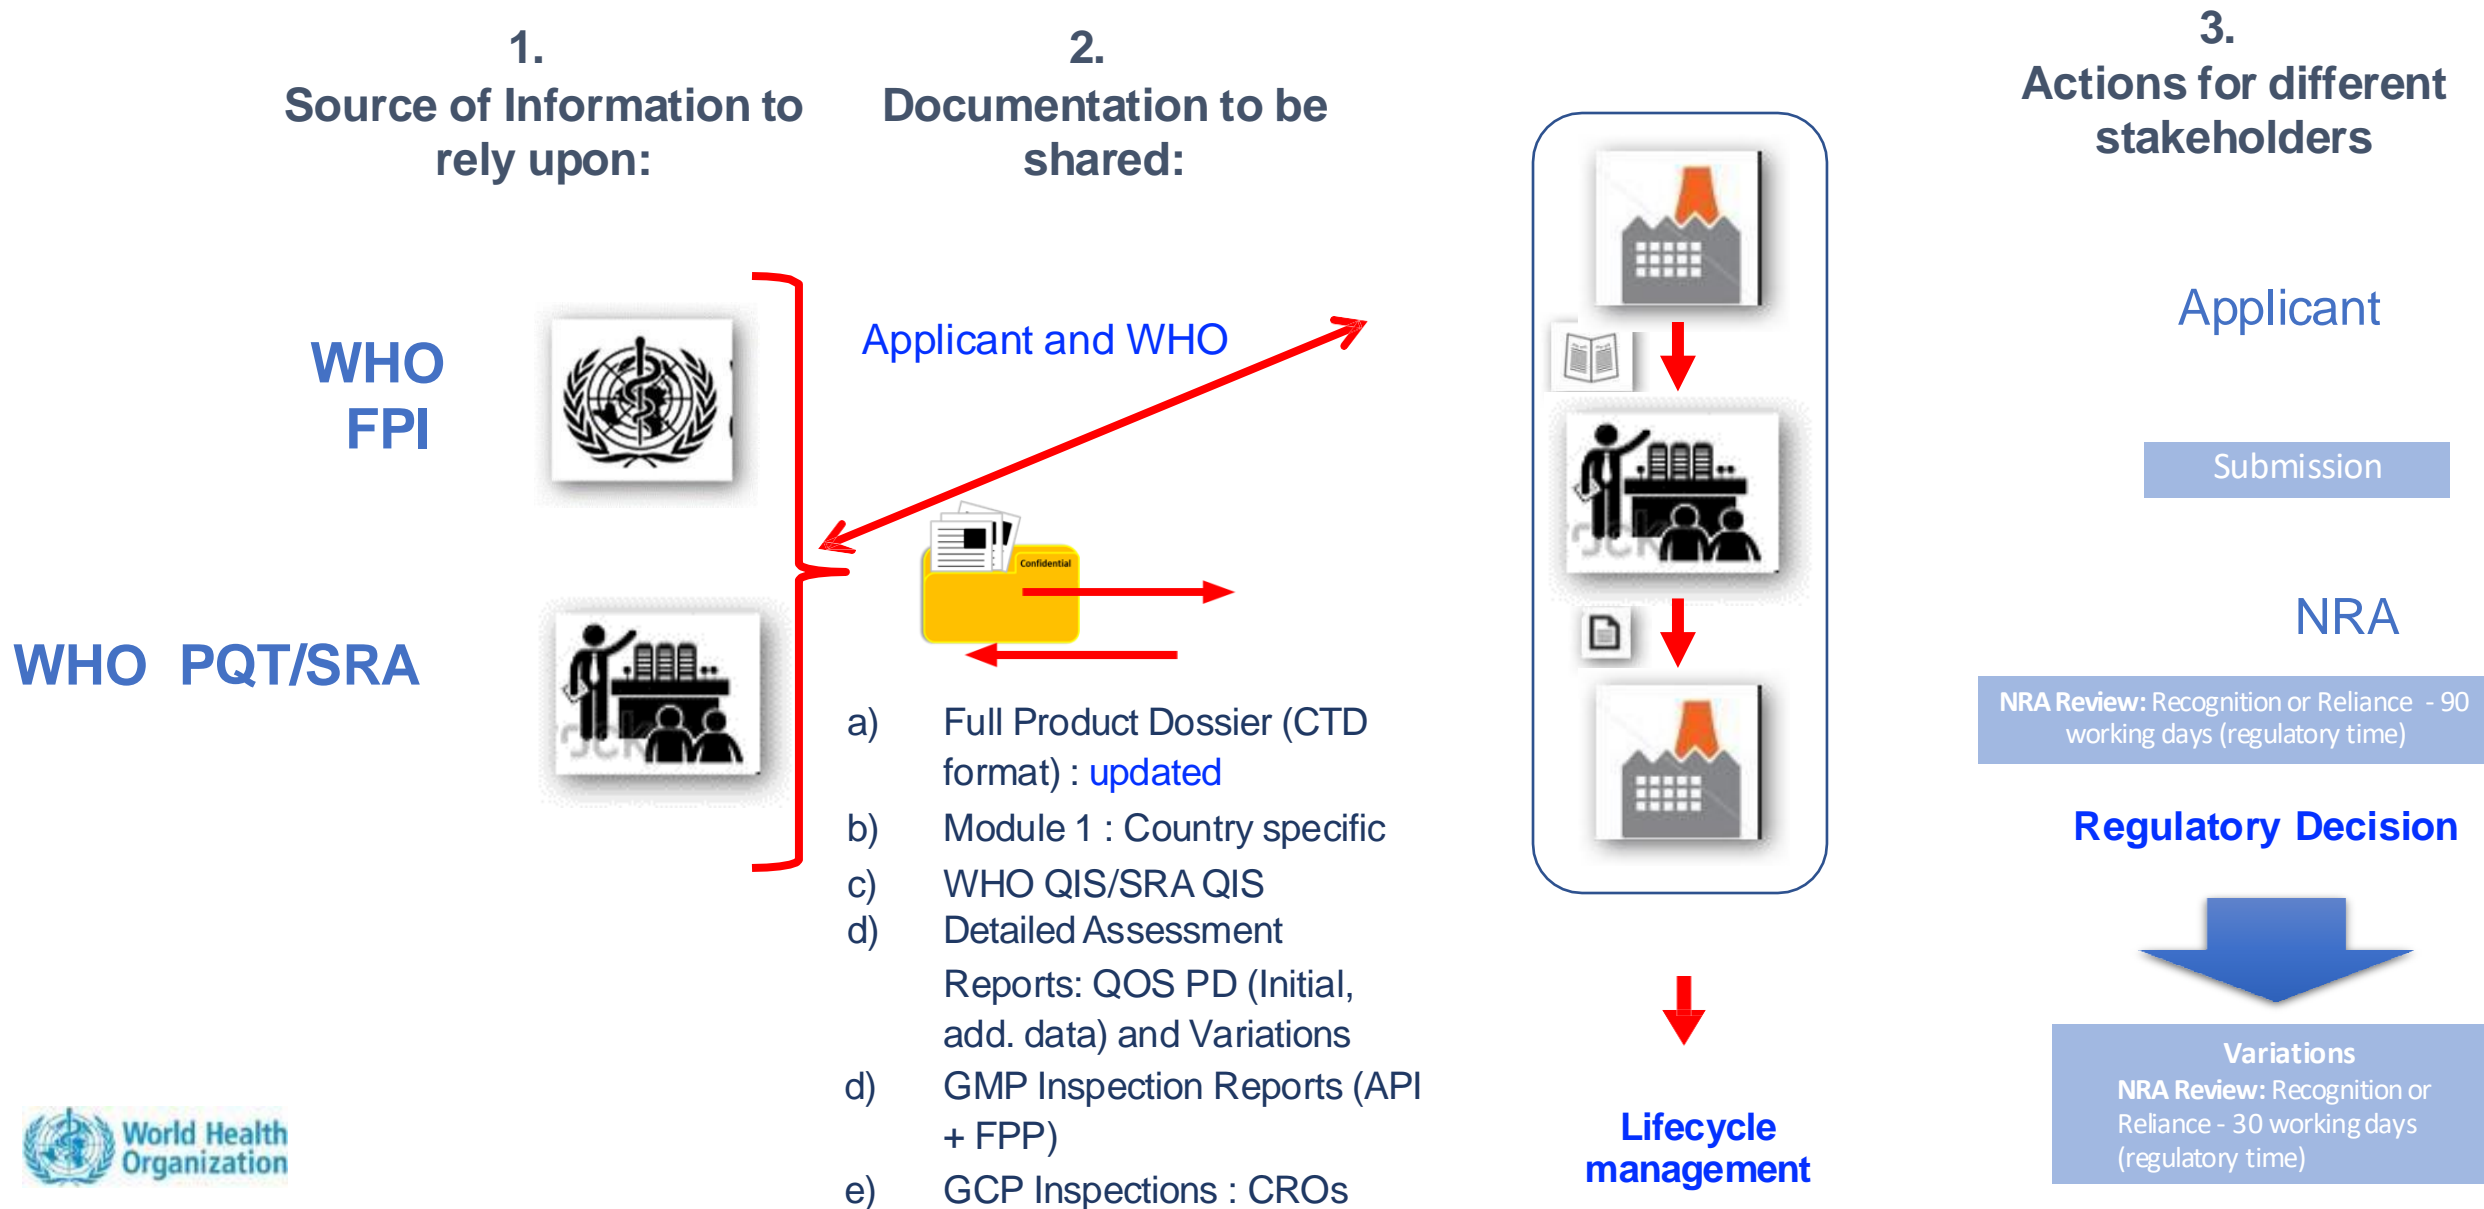 1.
Source of Information to
rely upon:
2.
Documentation to be
shared:
3.
Actions for different
stakeholders
WHO
FPI
WHO PQT/SRA
Applicant and WHO
Confidential
a) Full Product Dossier (CTD
format) : updated
b) Module 1 : Country specific
c) WHO QIS/SRA QIS
d) Detailed Assessment
Reports: QOS PD (Initial,
add. data) and Variations
d) GMP Inspection Reports (API
+ FPP)
e) GCP Inspections : CROs
Lifecycle
management
Applicant
Submission
NRA
NRA Review: Recognition or Reliance - 90
working days (regulatory time)
Regulatory Decision
Variations
NRA Review: Recognition or
Reliance - 30 working days
(regulatory time)
World Health
Organization